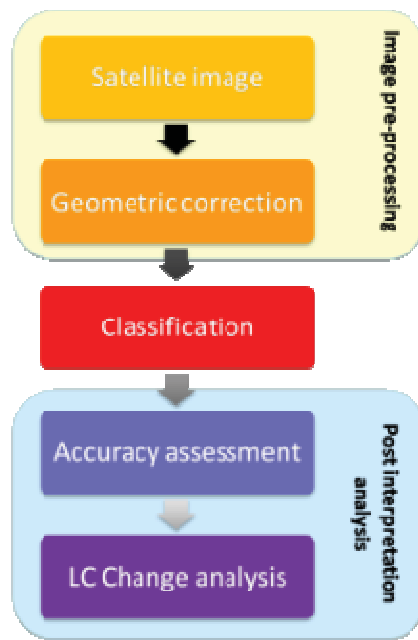 Satellite image
Geometric correction
Image pre-processing
Classification
Accuracy assessment
LC Change analysis
Post interpretation
analysis